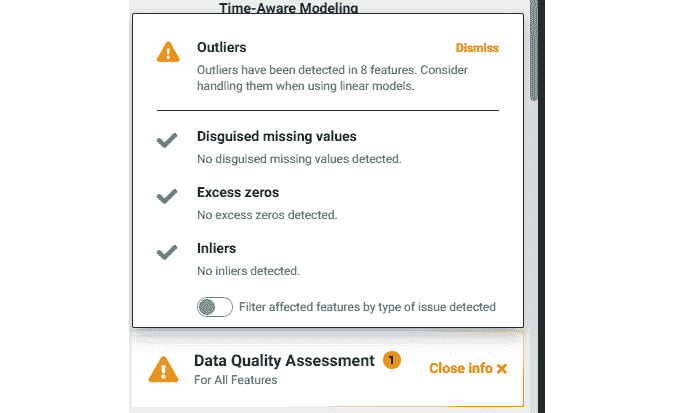 Time-Aware Modeling
Outliers
Dismiss
Outliers have been detected in 8 features. Consider
handling them when using linear models.
Disguised missing values
No disguised missing values detected.
Excess zeros
No excess zeros detected.
Inliers
No inliers detected.
Filter affected features by type of issue detected
Data Quality Assessment 1
Close info ×
For All Features